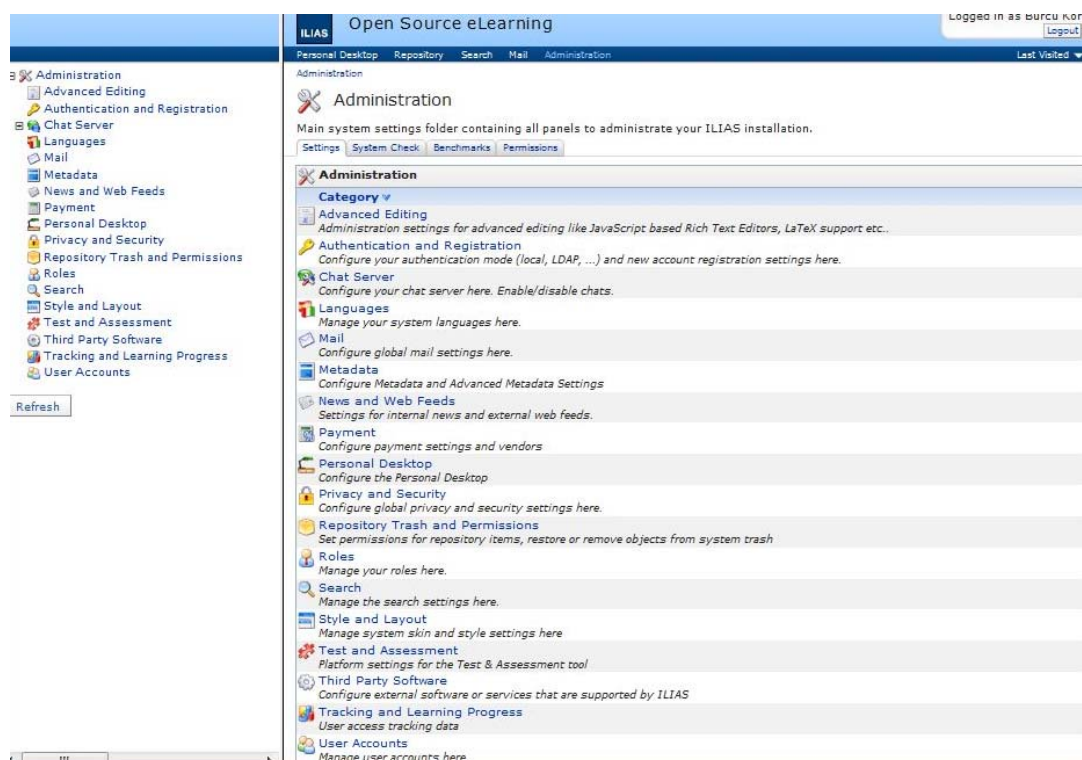 Administration
Advanced Editing
Authentication and Registration
Chat Server
Languages
Mail
Metadata
News and Web Feeds
Payment
Personal Desktop
Privacy and Security
Repository Trash and Permissions
Roles
Search
Style and Layout
Test and Assessment
Third Party Software
Tracking and Learning Progress
User Accounts
Refresh
ILIAS Open Source eLearning
Logged in as Burcu
Logout
Personal Desktop Repository Search Mail Administration Last Visited
Administration
Administration
Main system settings folder containing all panels to administrate your ILIAS installation.
Settings System Check Benchmarks Permissions
Administration
Category
Advanced Editing
Administration settings for advanced editing like JavaScript based Rich Text Editors, LaTeX support etc..
Authentication and Registration
Configure your authentication mode (local, LDAP, ...) and new account registration settings here.
Chat Server
Configure your chat server here. Enable/disable chats.
Languages
Manage your system languages here.
Mail
Configure global mail settings here.
Metadata
Configure Metadata and Advanced Metadata Settings
News and Web Feeds
Settings for internal news and external web feeds.
Payment
Configure payment settings and vendors
Personal Desktop
Configure the Personal Desktop
Privacy and Security
Configure global privacy and security settings here.
Repository Trash and Permissions
Set permissions for repository items, restore or remove objects from system trash
Roles
Manage your roles here.
Search
Manage the search settings here.
Style and Layout
Manage system skin and style settings here
Test and Assessment
Platform settings for the Test & Assessment tool
Third Party Software
Configure external software or services that are supported by ILIAS
Tracking and Learning Progress
User access tracking data
User Accounts
Manage user accounts here